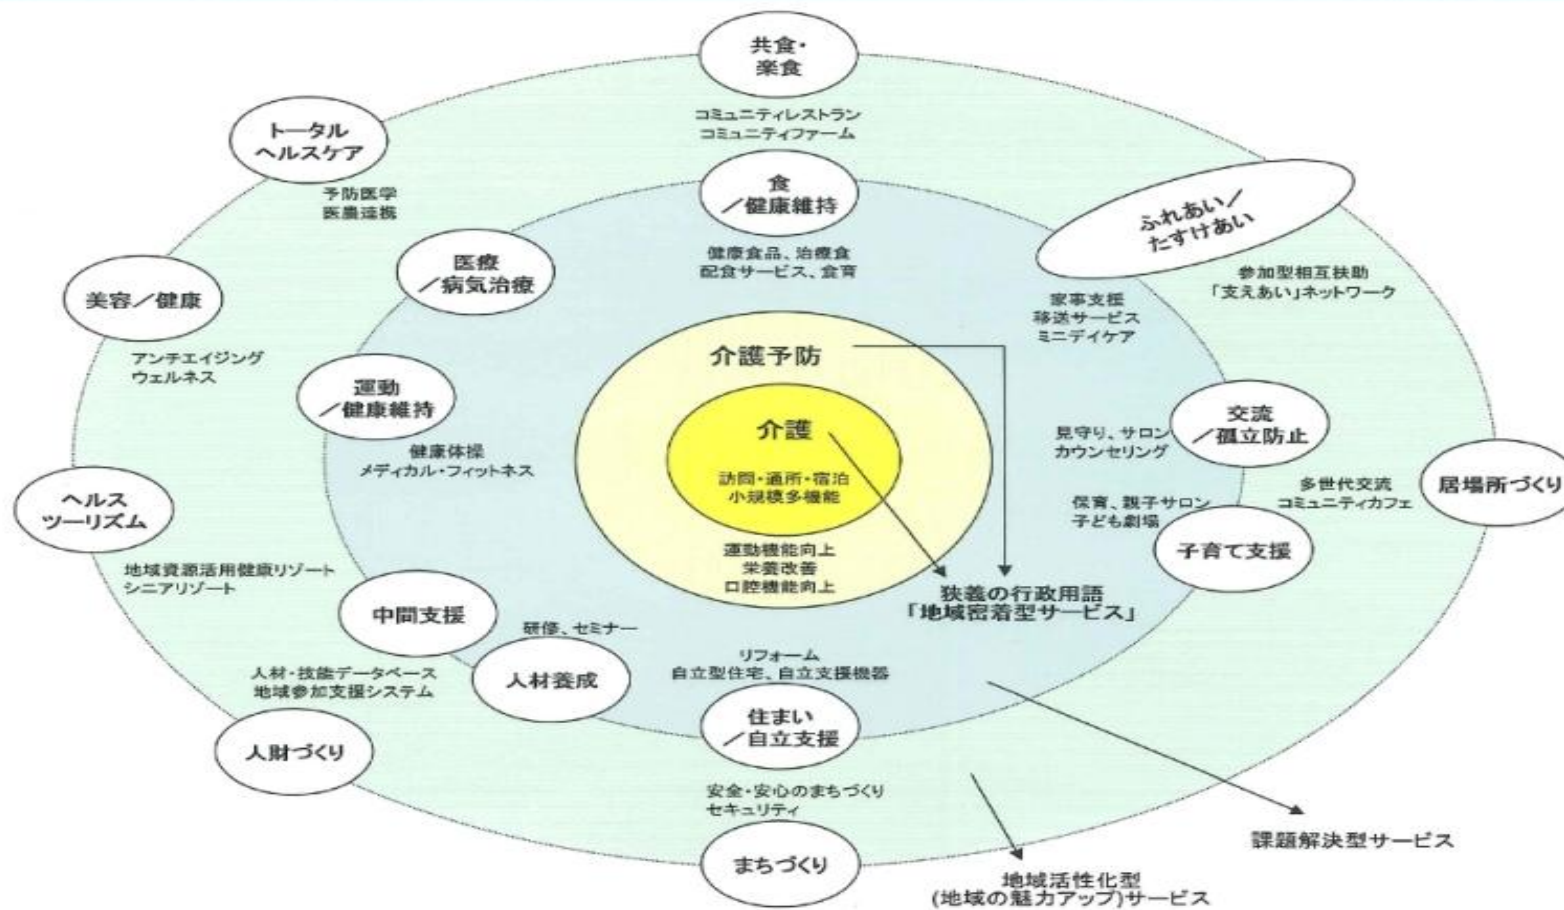 共食・
楽食
コミュニティレストラン
コミュニティファーム
トータル
ヘルスケア
予防医学
医農連携
食
／健康維持
健康食品、治療食
配食サービス、食育
ふれあい／
たすけあい
参加型相互扶助
「支えあい」ネットワーク
家事支援
移送サービス
ミニデイケア
医療
／病気治療
美容／健康
アンチエイジング
ウェルネス
運動
／健康維持
健康体操
メディカル・フィットネス
介護予防
介護
訪問・通所・宿泊
小規模多機能
運動機能向上
栄養改善
口腔機能向上
交流
／孤立防止
見守り、サロン
カウンセリング
多世代交流
コミュニティカフェ
居場所づくり
保育、親子サロン
子ども劇場
子育て支援
狭義の行政用語
「地域密着型サービス」
ヘルス
ツーリズム
地域資源活用健康リゾート
シニアリゾート
中間支援
研修、セミナー
人材養成
人材・技能データベース
地域参加支援システム
人財づくり
リフォーム
自立型住宅、自立支援機器
住まい
／自立支援
安全・安心のまちづくり
セキュリティ
まちづくり
課題解決型サービス
地域活性化型
(地域の魅力アップ)サービス